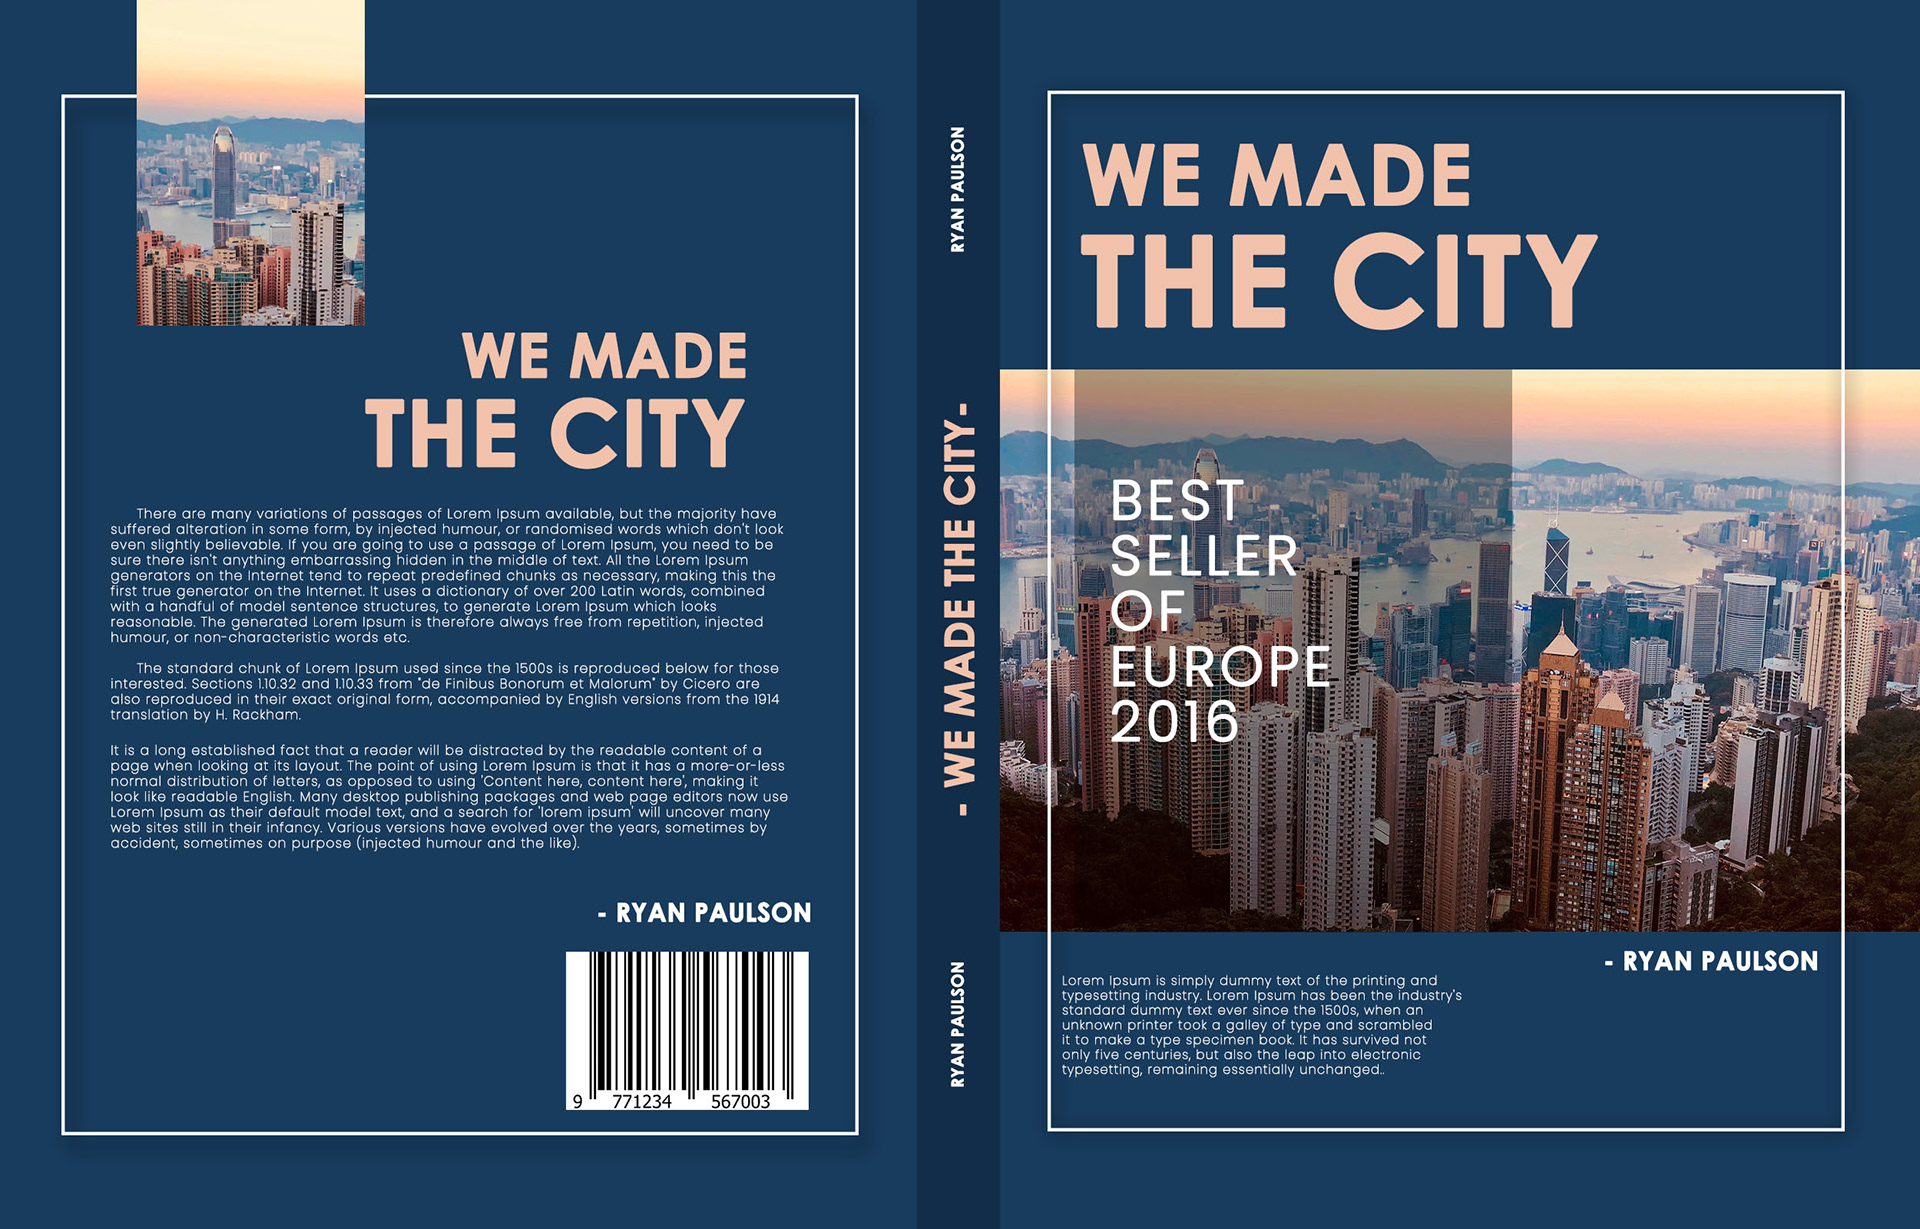 WE MADE
THE CITY
There are many variations of passages of Lorem Ipsum available, but the majority have
suffered alteration in some form, by injected humour, or randomised words which don't look
even slightly believable. If you are going to use a passage of Lorem Ipsum, you need to be
sure there isn't anything embarrassing hidden in the middle of text. All the Lorem Ipsum
generators on the Internet tend to repeat predefined chunks as necessary, making this the
first true generator on the Internet. It uses a dictionary of over 200 Latin words, combined
with a handful of model sentence structures, to generate Lorem Ipsum which looks
reasonable. The generated Lorem Ipsum is therefore always free from repetition, injected
humour, or non-characteristic words etc.
The standard chunk of Lorem Ipsum used since the 1500s is reproduced below for those
interested. Sections 1.10.32 and 1.10.33 from "de Finibus Bonorum et Malorum" by Cicero are
also reproduced in their exact original form, accompanied by English versions from the 1914
translation by H. Rackham.
It is a long established fact that a reader will be distracted by the readable content of a
page when looking at its layout. The point of using Lorem Ipsum is that it has a more-or-less
normal distribution of letters, as opposed to using 'Content here, content here', making it
look like readable English. Many desktop publishing packages and web page editors now use
Lorem Ipsum as their default model text, and a search for 'lorem ipsum' will uncover many
web sites still in their infancy. Various versions have evolved over the years, sometimes by
accident, sometimes on purpose (injected humour and the like).
- RYAN PAULSON
9 771234 567003
RYAN PAULSON
- WE MADE THE CITY -
RYAN PAULSON
WE MADE
THE CITY
BEST
SELLER
OF
EUROPE
2016
- RYAN PAULSON
Lorem Ipsum is simply dummy text of the printing and
typesetting industry. Lorem Ipsum has been the industry's
standard dummy text ever since the 1500s, when an
unknown printer took a galley of type and scrambled
it to make a type specimen book. It has survived not
only five centuries, but also the leap into electronic
typesetting, remaining essentially unchanged..